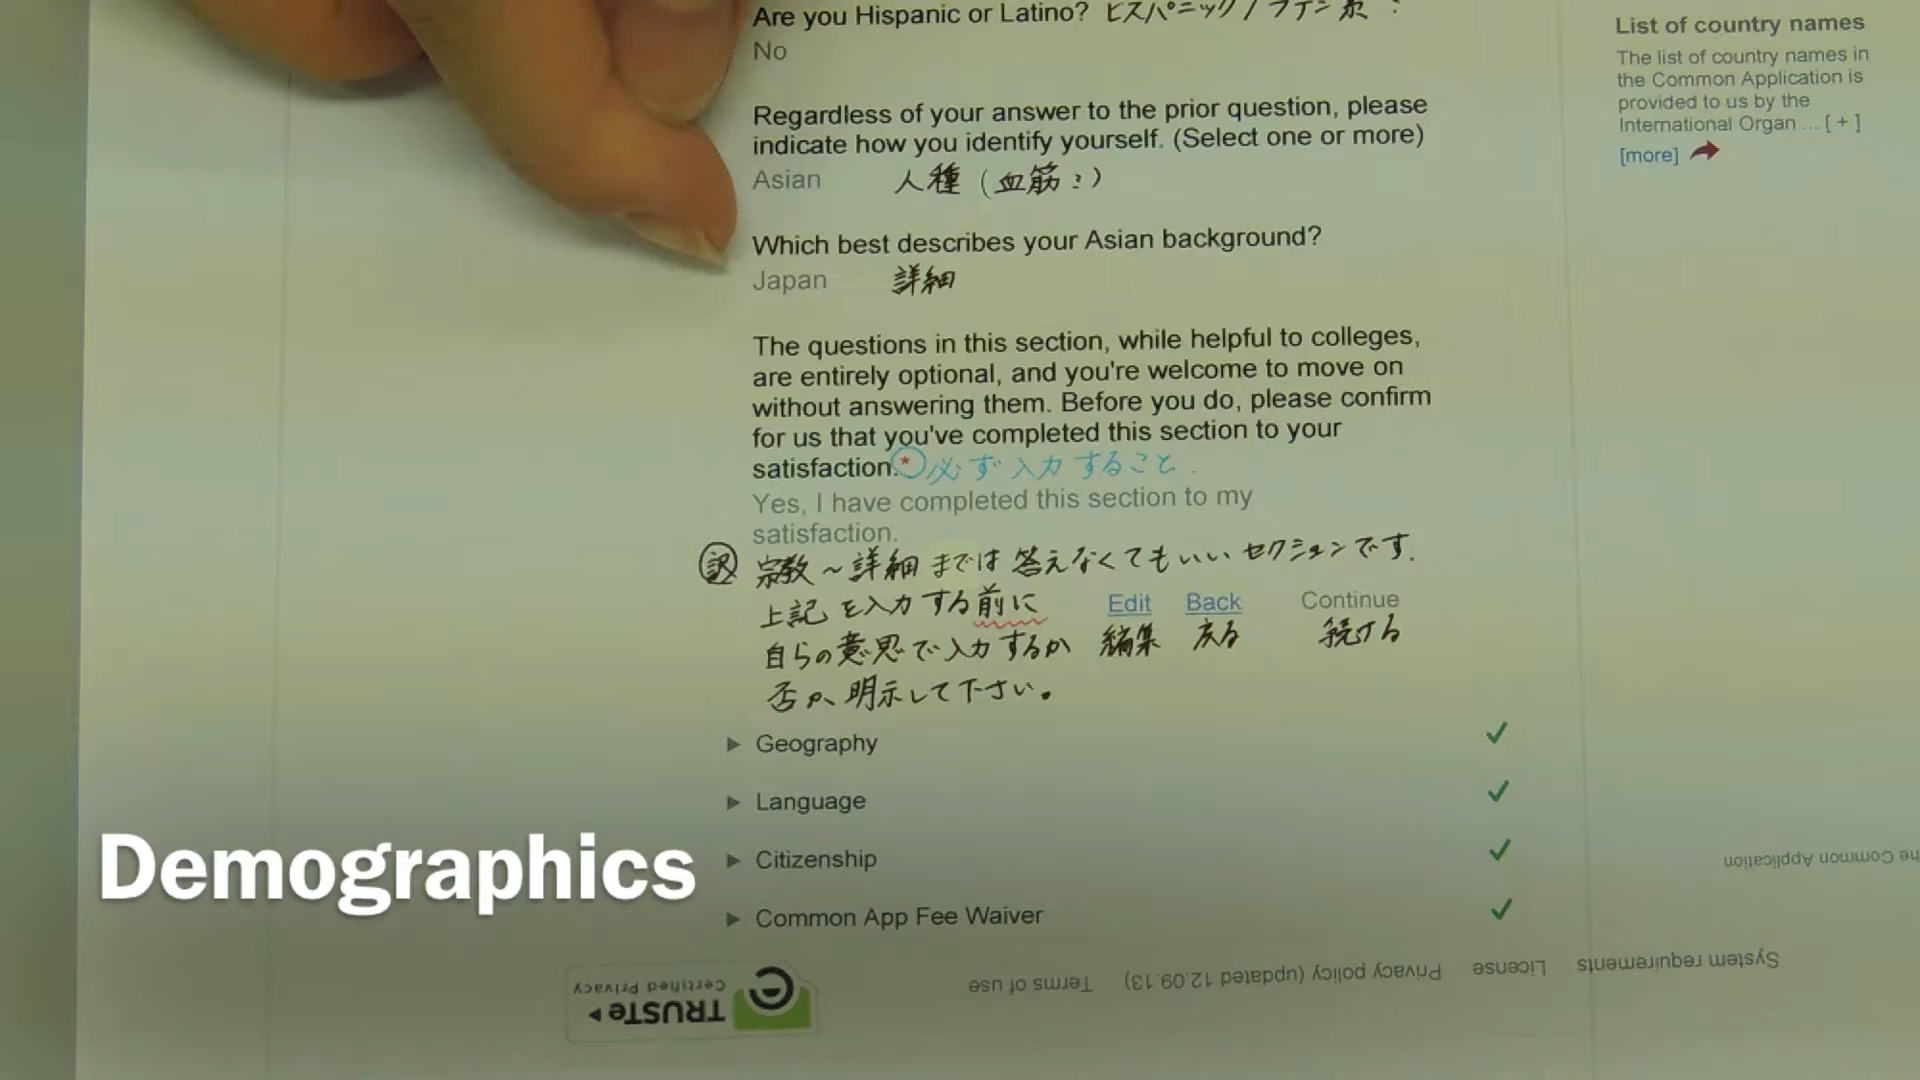 Are you Hispanic or Latino? ヒスパニック/ラテン系?
No
Regardless of your answer to the prior question, please
indicate how you identify yourself. (Select one or more)
Asian 人種(血筋?)
Which best describes your Asian background?
Japan 詳細
The questions in this section, while helpful to colleges,
are entirely optional, and you're welcome to move on
without answering them. Before you do, please confirm
for us that you've completed this section to your
satisfaction.* 必ず入力すること.
Yes, I have completed this section to my
satisfaction.
訳 宗教~詳細までは答えなくてもいいセクションです.
上記を入力する前に
自らの意思で入力するか
否か、明示して下さい。
Edit Back Continue
編集 戻る 続ける
Geography
Language
Citizenship
Common App Fee Waiver
List of country names
The list of country names in
the Common Application is
provided to us by the
International Organ ... [ + ]
[more]
Demographics
he Common Application
System requirements License Privacy policy (updated 12.09.13) Terms of use
TRUSTe
Certified Privacy